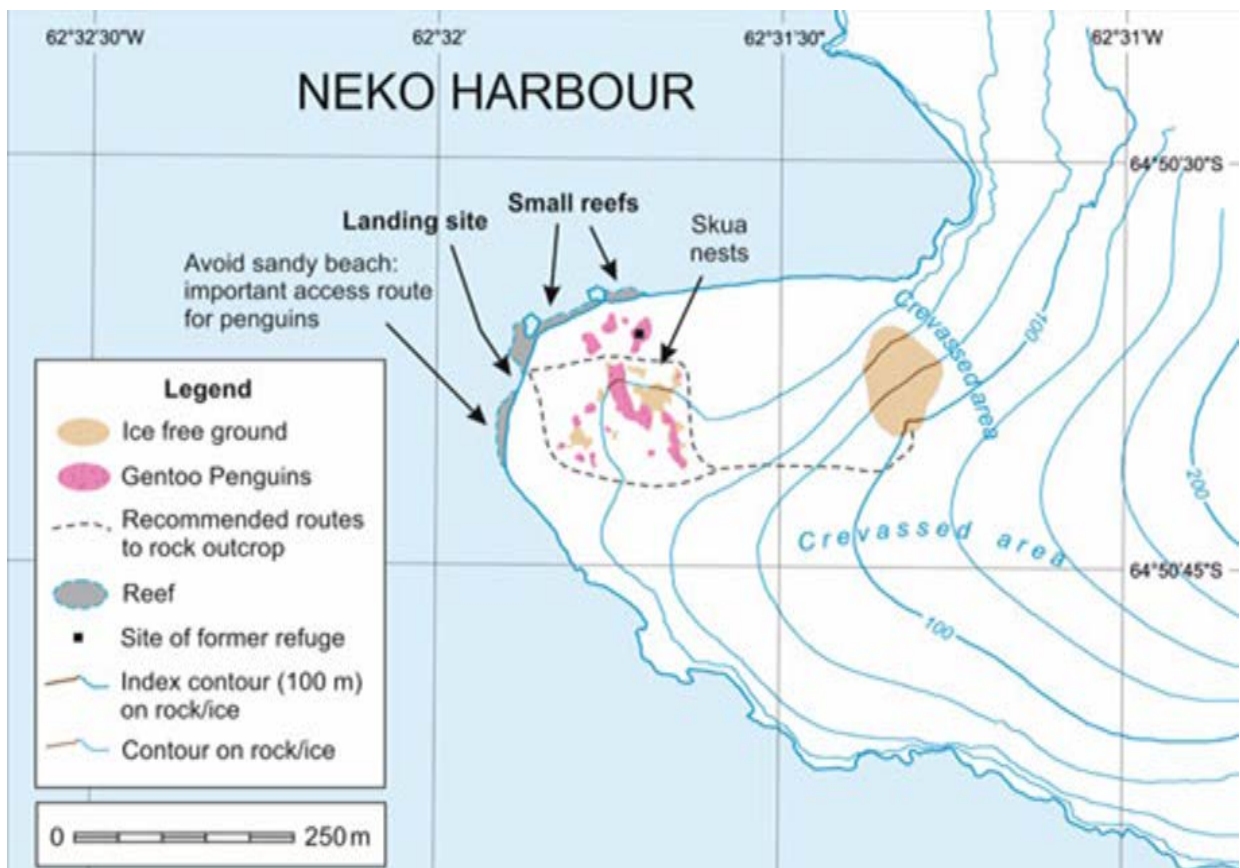 62°32'30"W
62°32'
62°31'30"
62°31'W
NEKO HARBOUR
64°50'30"S
Small reefs
Landing site
Skua
nests
Avoid sandy beach:
important access route
for penguins
Crevassed area
100
200
Crevassed area
64°50'45"S
100
Legend
Ice free ground
Gentoo Penguins
Recommended routes
to rock outcrop
Reef
Site of former refuge
Index contour (100 m)
on rock/ice
Contour on rock/ice
0
250 m